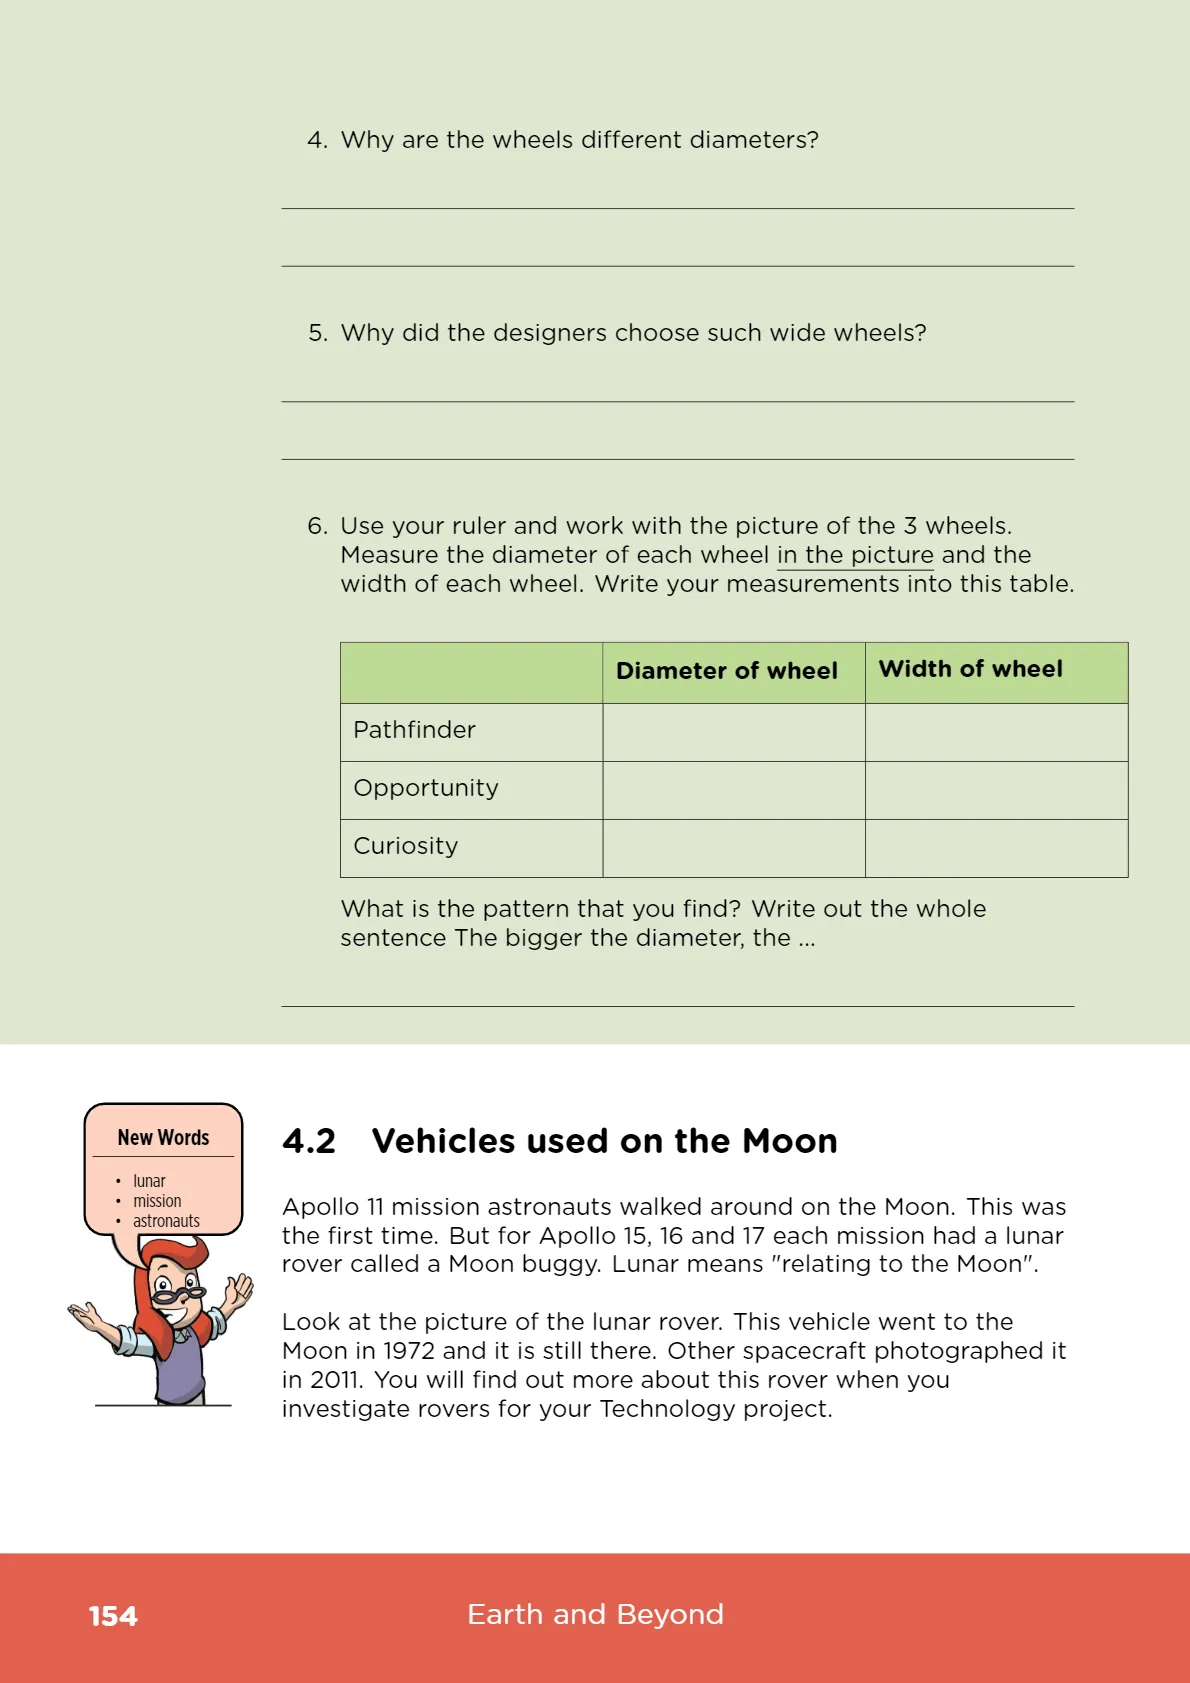 4. Why are the wheels different diameters?
5. Why did the designers choose such wide wheels?
6. Use your ruler and work with the picture of the 3 wheels.
Measure the diameter of each wheel in the picture and the
width of each wheel. Write your measurements into this table.
Diameter of wheel Width of wheel
Pathfinder
Opportunity
Curiosity
What is the pattern that you find? Write out the whole
sentence The bigger the diameter, the ...
New Words
• lunar
• mission
• astronauts
4.2 Vehicles used on the Moon
Apollo 11 mission astronauts walked around on the Moon. This was
the first time. But for Apollo 15, 16 and 17 each mission had a lunar
rover called a Moon buggy. Lunar means "relating to the Moon".
Look at the picture of the lunar rover. This vehicle went to the
Moon in 1972 and it is still there. Other spacecraft photographed it
in 2011. You will find out more about this rover when you
investigate rovers for your Technology project.
154 Earth and Beyond